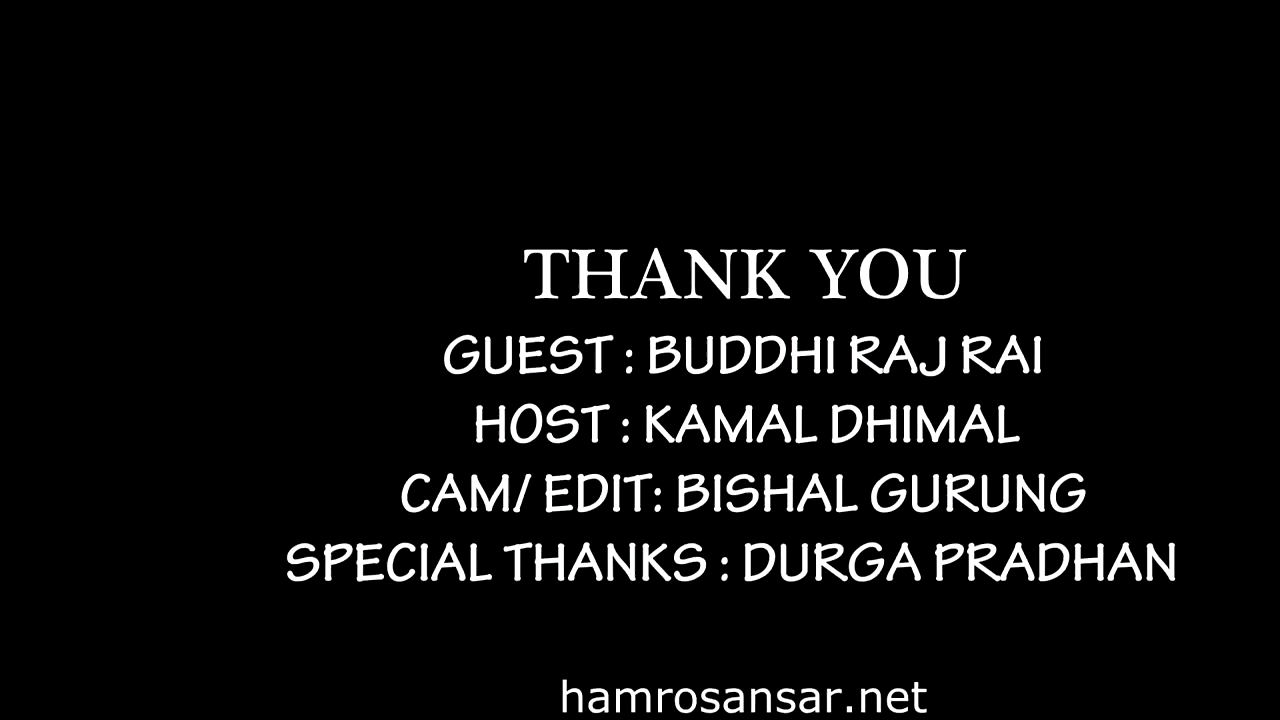 THANK YOU
GUEST : BUDDHI RAJ RAI
HOST : KAMAL DHIMAL
CAM/ EDIT: BISHAL GURUNG
SPECIAL THANKS : DURGA PRADHAN
hamrosansar.net